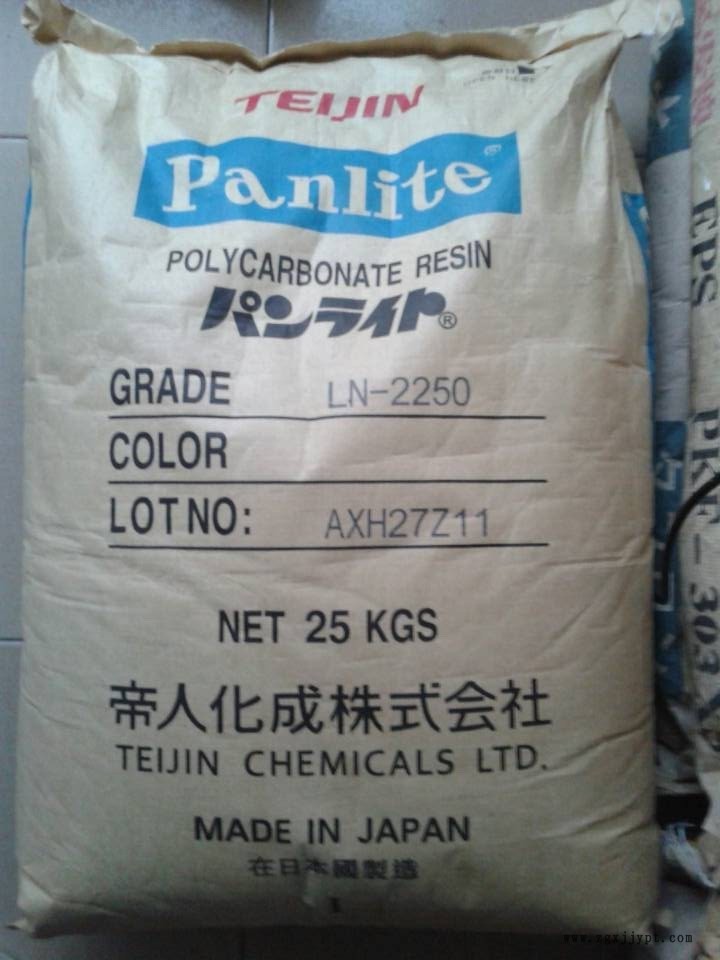 TEIJIN
Panlite®
POLYCARBONATE RESIN
パンライト®
GRADE LN-2250
COLOR
LOT NO: AXH27Z11
NET 25 KGS
帝人化成株式会社
TEIJIN CHEMICALS LTD.
MADE IN JAPAN
在日本國製造
EPS
www.zgxjjypt.com